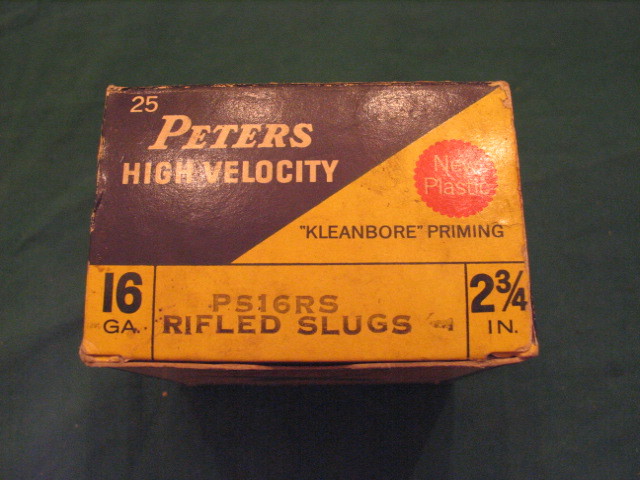 25
PETERS
HIGH VELOCITY
New
Plastic
"KLEANBORE" PRIMING
16
GA.
PS16RS
RIFLED SLUGS
2¾
IN.